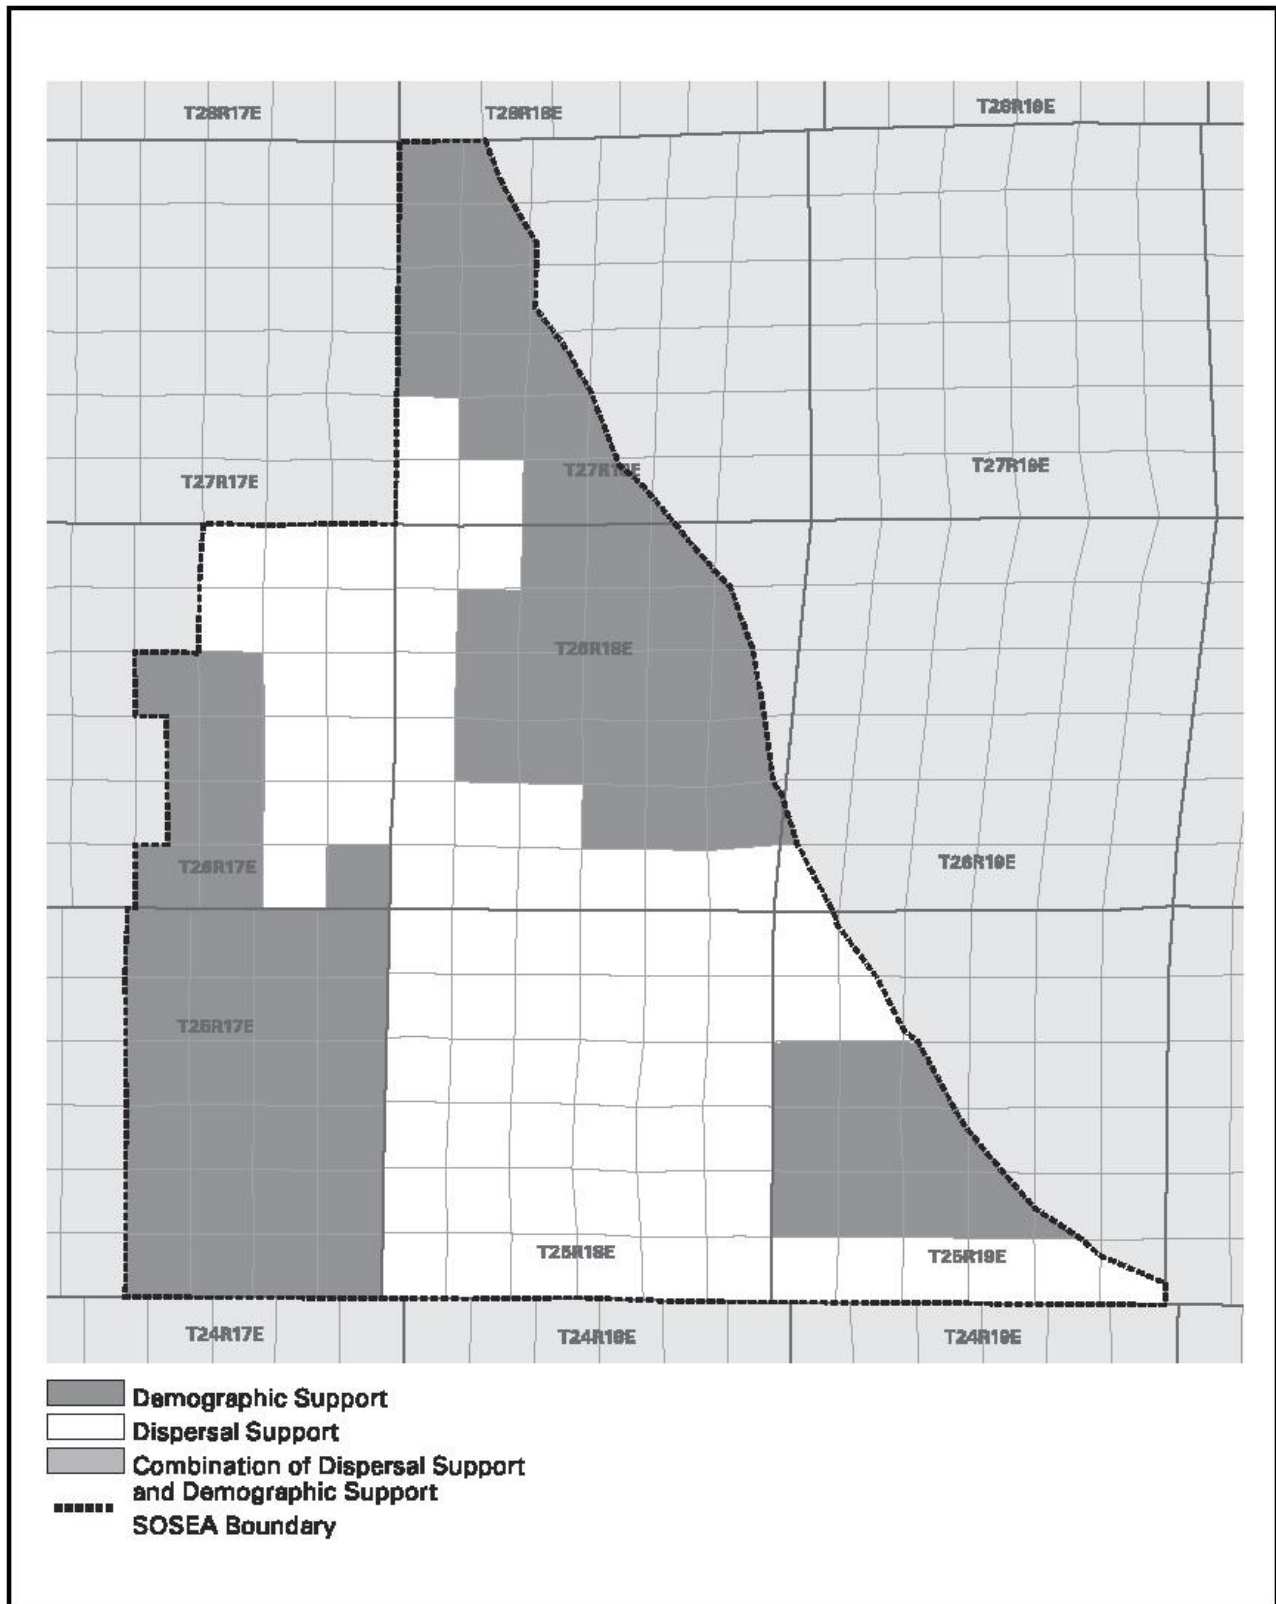 T28R17E
T28R18E
T28R19E
T27R17E
T27R18E
T27R19E
T26R18E
T26R17E
T26R19E
T25R17E
T25R18E
T25R19E
T24R17E
T24R18E
T24R19E
Demographic Support
Dispersal Support
Combination of Dispersal Support
and Demographic Support
SOSEA Boundary